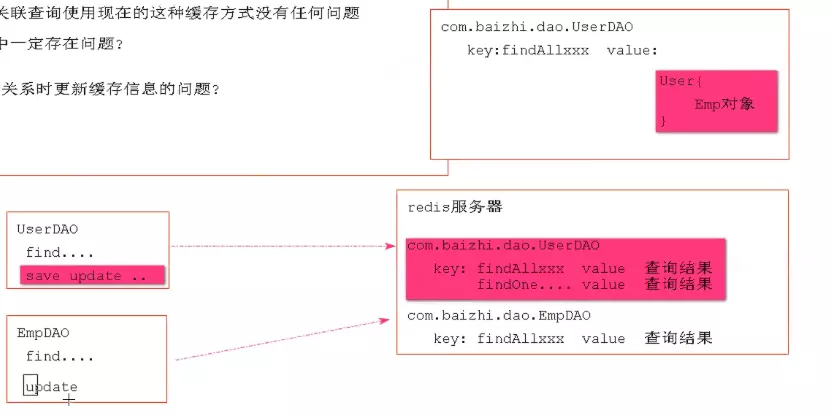 关联查询使用现在的这种缓存方式没有任何问题
中一定存在问题?
关系时更新缓存信息的问题?
com.baizhi.dao.UserDAO
key:findAllxxx value:
User{
Emp对象
}
UserDAO
find....
save update ..
EmpDAO
find....
update
redis服务器
com.baizhi.dao.UserDAO
key: findAllxxx value 查询结果
findOne.... value 查询结果
com.baizhi.dao.EmpDAO
key: findAllxxx value 查询结果